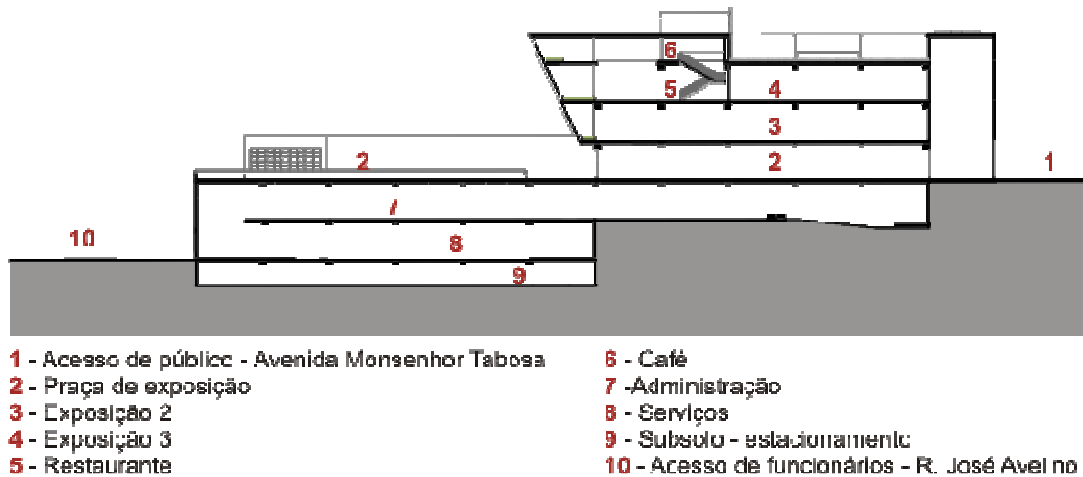 6
5
4
3
2
2
1
7
8
10
9
1 - Acesso de público - Avenida Monsenhor Tabosa
2 - Praça de exposição
3 - Exposição 2
4 - Exposição 3
5 - Restaurante
6 - Café
7 -Administração
8 - Serviços
9 - Subsolo - estacionamento
10 - Acesso de funcionários - R. José Avelino